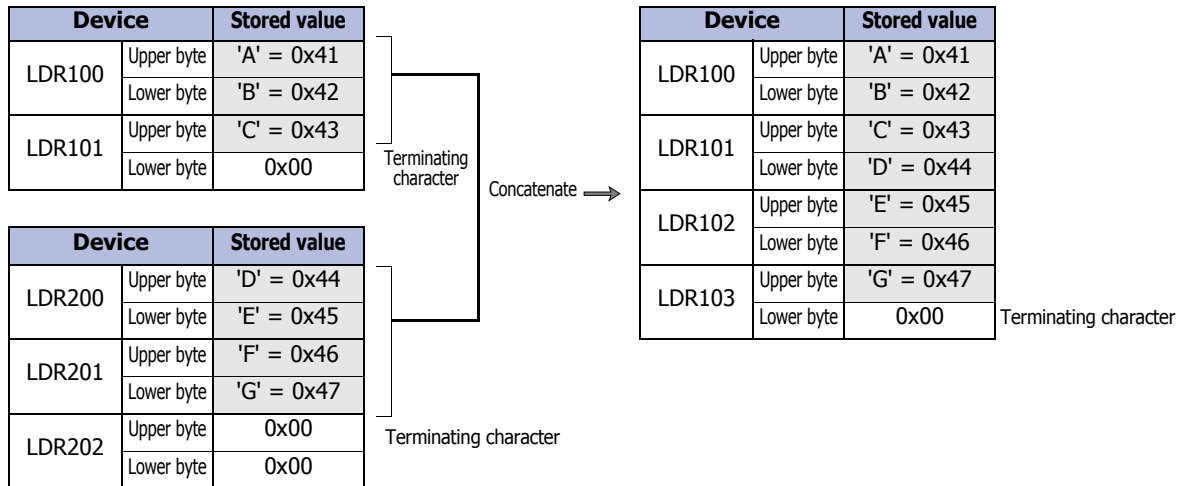 Device Stored value
LDR100 Upper byte 'A' = 0x41
Lower byte 'B' = 0x42
LDR101 Upper byte 'C' = 0x43
Lower byte 0x00
Terminating
character
Device Stored value
LDR200 Upper byte 'D' = 0x44
Lower byte 'E' = 0x45
LDR201 Upper byte 'F' = 0x46
Lower byte 'G' = 0x47
LDR202 Upper byte 0x00
Lower byte 0x00
Terminating character
Concatenate
Device Stored value
LDR100 Upper byte 'A' = 0x41
Lower byte 'B' = 0x42
LDR101 Upper byte 'C' = 0x43
Lower byte 'D' = 0x44
LDR102 Upper byte 'E' = 0x45
Lower byte 'F' = 0x46
LDR103 Upper byte 'G' = 0x47
Lower byte 0x00
Terminating character